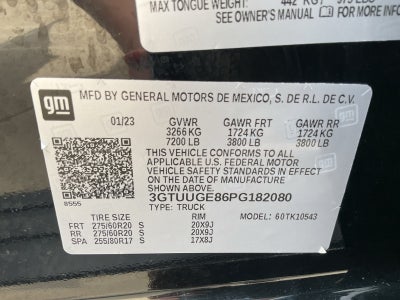 MAX TONGUE WEIGHT: 442 KG
SEE OWNER'S MANUAL FOR MORE INFORMATION
gm
MFD BY GENERAL MOTORS DE MEXICO, S. DE R.L. DE C.V.
01/23 GVWR GAWR FRT GAWR RR
3266 KG 1724 KG 1724 KG
7200 LB 3800 LB 3800 LB
THIS VEHICLE CONFORMS TO ALL
APPLICABLE U.S. FEDERAL MOTOR
VEHICLE SAFETY STANDARDS IN EFFECT
ON THE DATE OF MANUFACTURE
SHOWN ABOVE.
8555 3GTUUGE86PG182080
TYPE: TRUCK
TIRE SIZE RIM MODEL: 60TK10543
FRT 275/60R20 S 20X9J
RR 275/60R20 S 20X9J
SPA 255/80R17 S 17X8J